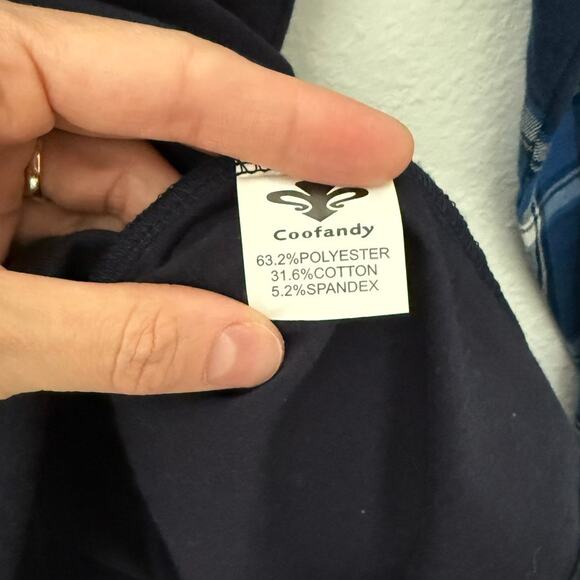 Coofandy
63.2%POLYESTER
31.6%COTTON
5.2%SPANDEX